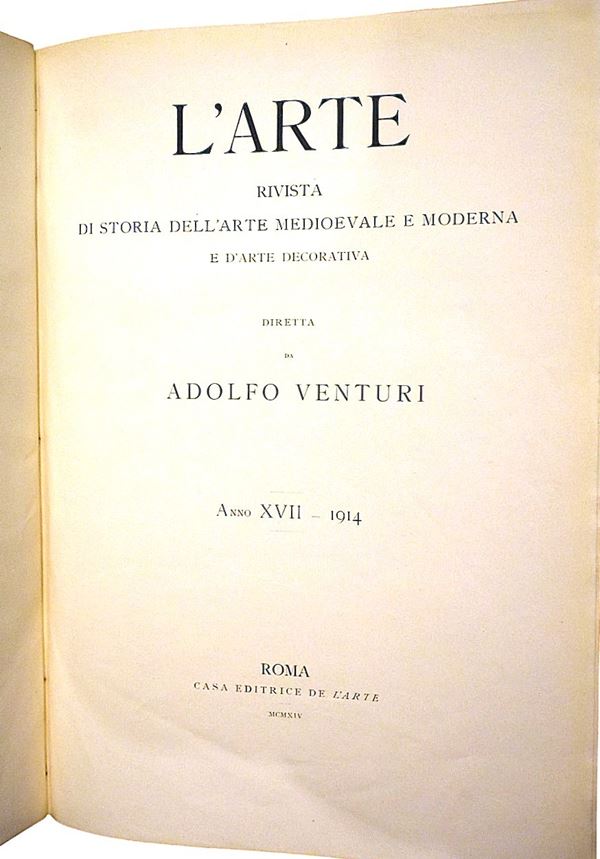 L'ARTE
RIVISTA
DI STORIA DELL'ARTE MEDIOEVALE E MODERNA
E D'ARTE DECORATIVA
DIRETTA
DA
ADOLFO VENTURI
ANNO XVII – 1914
ROMA
CASA EDITRICE DE L'ARTE
MCMXIV